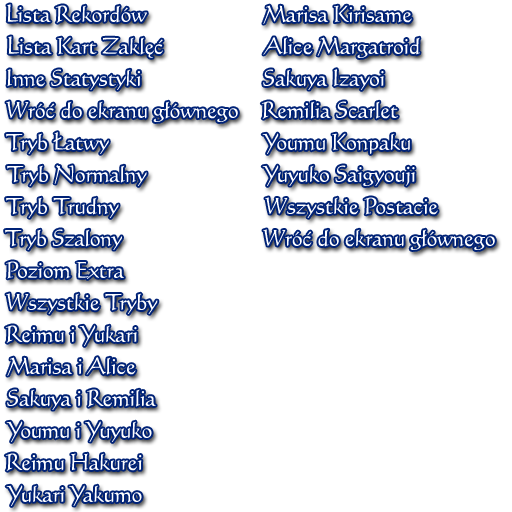 Lista Rekordów
Lista Kart Zaklęć
Inne Statystyki
Wróć do ekranu głównego
Tryb Łatwy
Tryb Normalny
Tryb Trudny
Tryb Szalony
Poziom Extra
Wszystkie Tryby
Reimu i Yukari
Marisa i Alice
Sakuya i Remilia
Youmu i Yuyuko
Reimu Hakurei
Yukari Yakumo
Marisa Kirisame
Alice Margatroid
Sakuya Izayoi
Remilia Scarlet
Youmu Konpaku
Yuyuko Saigyouji
Wszystkie Postacie
Wróć do ekranu głównego